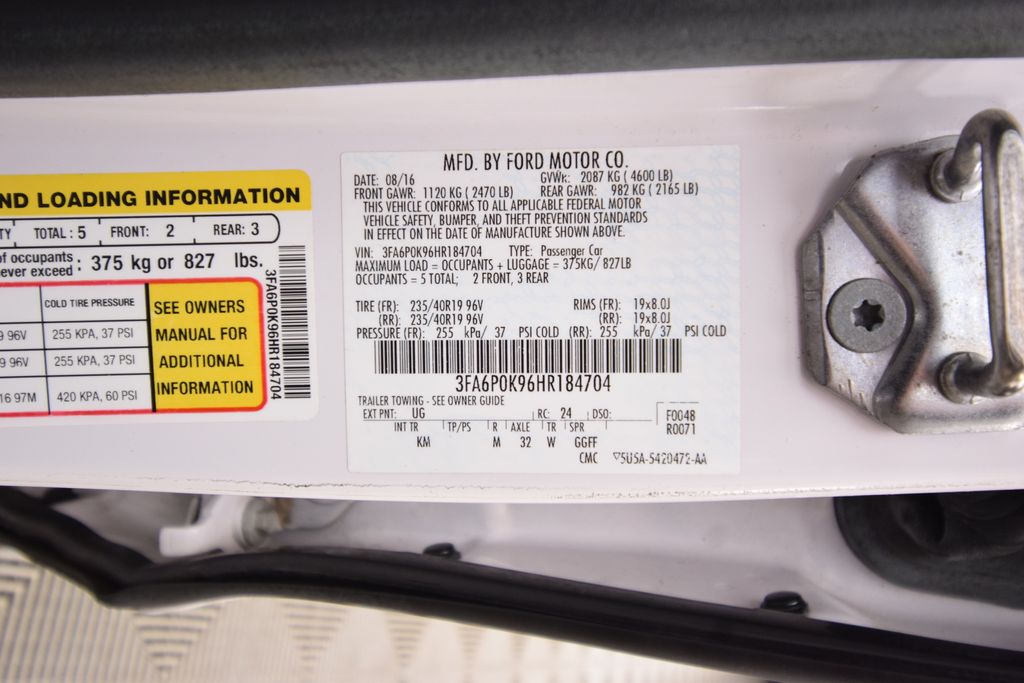 ND LOADING INFORMATION
TY TOTAL : 5 FRONT: 2 REAR: 3
of occupants
ever exceed : 375 kg or 827 lbs.
COLD TIRE PRESSURE
9 96V 255 KPA, 37 PSI
9 96V 255 KPA, 37 PSI
16 97M 420 KPA, 60 PSI
SEE OWNERS
MANUAL FOR
ADDITIONAL
INFORMATION
3FA6P0K96HR184704
MFD. BY FORD MOTOR CO.
DATE: 08/16 GVWR: 2087 KG ( 4600 LB)
FRONT GAWR: 1120 KG ( 2470 LB) REAR GAWR: 982 KG ( 2165 LB)
THIS VEHICLE CONFORMS TO ALL APPLICABLE FEDERAL MOTOR
VEHICLE SAFETY, BUMPER, AND THEFT PREVENTION STANDARDS
IN EFFECT ON THE DATE OF MANUFACTURE SHOWN ABOVE.
VIN: 3FA6P0K96HR184704 TYPE: Passenger Car
MAXIMUM LOAD = OCCUPANTS + LUGGAGE = 375KG/ 827LB
OCCUPANTS = 5 TOTAL; 2 FRONT, 3 REAR
TIRE (FR): 235/40R19 96V RIMS (FR): 19x8.0J
(RR): 235/40R19 96V (RR): 19x8.0J
PRESSURE (FR): 255 kPa/ 37 PSI COLD (RR): 255 kPa/ 37 PSI COLD
3FA6P0K96HR184704
TRAILER TOWING - SEE OWNER GUIDE
EXT PNT: UG RC: 24 DSO: F0048
INT TR TP/PS R AXLE TR SPR R0071
KM M 32 W GGFF
CMC 5U5A-5420472-AA